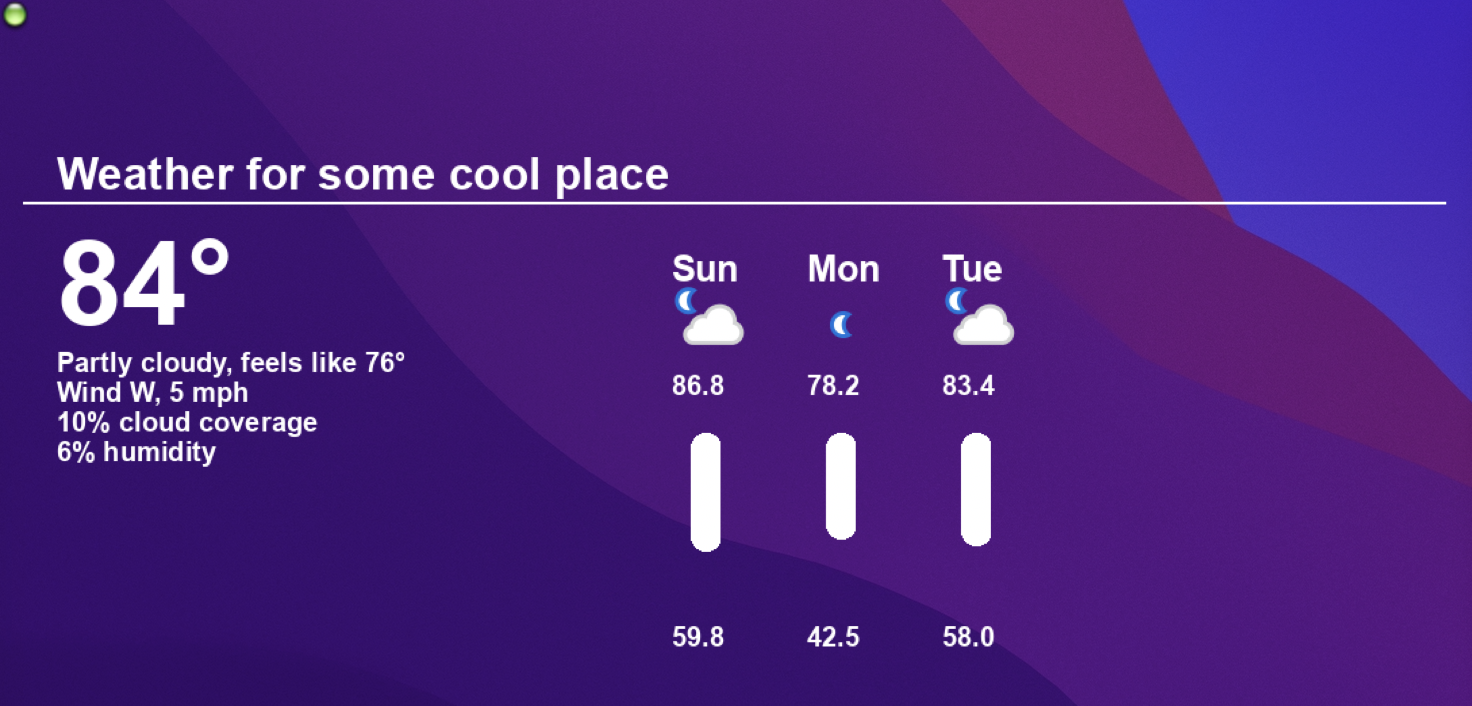 Weather for some cool place
84°
Partly cloudy, feels like 76°
Wind W, 5 mph
10% cloud coverage
6% humidity
Sun Mon Tue
86.8 78.2 83.4
59.8 42.5 58.0